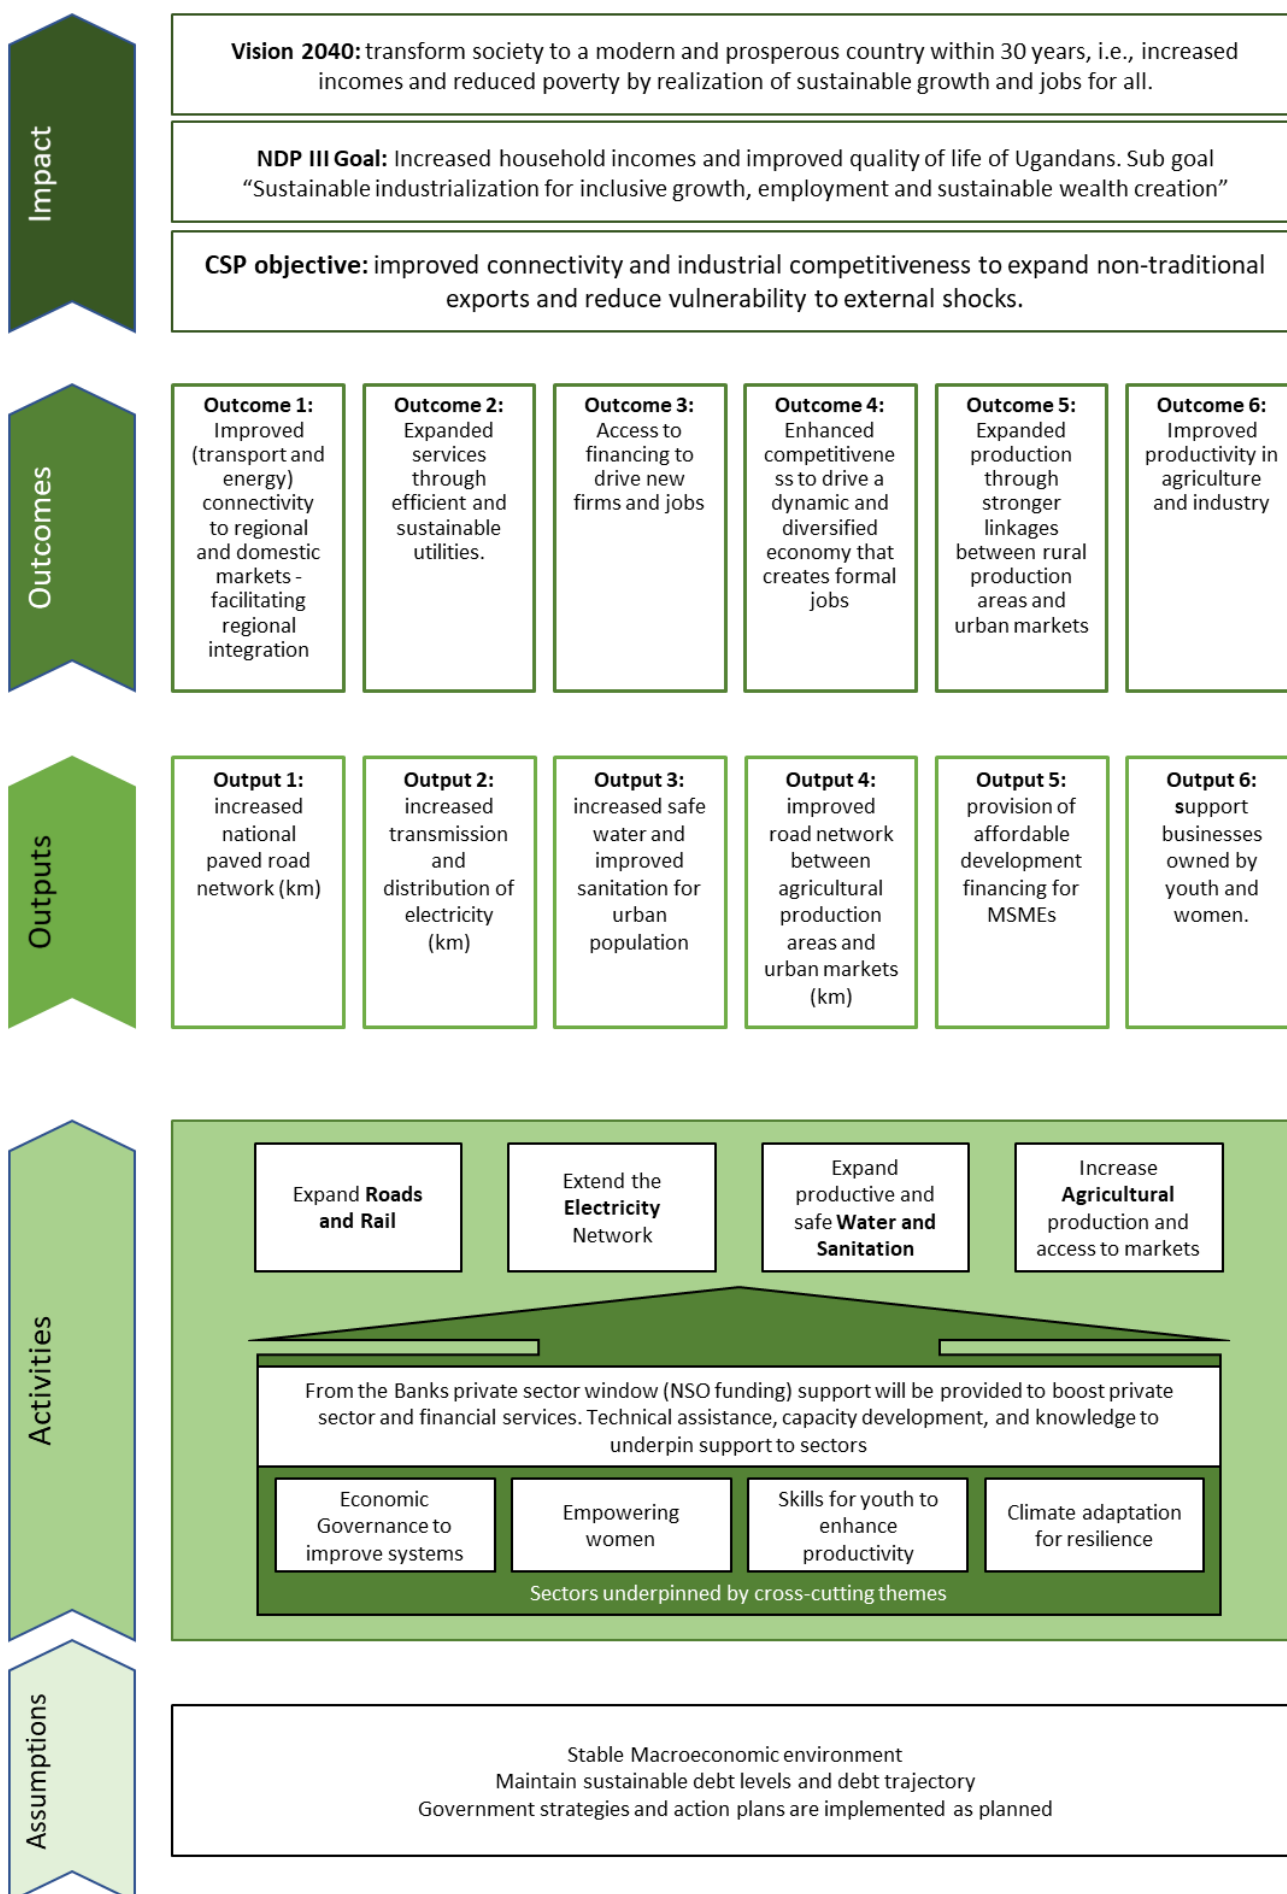 Impact
Vision 2040: transform society to a modern and prosperous country within 30 years, i.e., increased
incomes and reduced poverty by realization of sustainable growth and jobs for all.
NDP III Goal: Increased household incomes and improved quality of life of Ugandans. Sub goal
“Sustainable industrialization for inclusive growth, employment and sustainable wealth creation”
CSP objective: improved connectivity and industrial competitiveness to expand non-traditional
exports and reduce vulnerability to external shocks.
Outcomes
Outcome 1:
Improved
(transport and
energy)
connectivity
to regional
and domestic
markets -
facilitating
regional
integration
Outcome 2:
Expanded
services
through
efficient and
sustainable
utilities.
Outcome 3:
Access to
financing to
drive new
firms and jobs
Outcome 4:
Enhanced
competitivene
ss to drive a
dynamic and
diversified
economy that
creates formal
jobs
Outcome 5:
Expanded
production
through
stronger
linkages
between rural
production
areas and
urban markets
Outcome 6:
Improved
productivity in
agriculture
and industry
Outputs
Output 1:
increased
national
paved road
network (km)
Output 2:
increased
transmission
and
distribution of
electricity
(km)
Output 3:
increased safe
water and
improved
sanitation for
urban
population
Output 4:
improved
road network
between
agricultural
production
areas and
urban markets
(km)
Output 5:
provision of
affordable
development
financing for
MSMEs
Output 6:
support
businesses
owned by
youth and
women.
Activities
Expand Roads
and Rail
Extend the
Electricity
Network
Expand
productive and
safe Water and
Sanitation
Increase
Agricultural
production and
access to markets
From the Banks private sector window (NSO funding) support will be provided to boost private
sector and financial services. Technical assistance, capacity development, and knowledge to
underpin support to sectors
Economic
Governance to
improve systems
Empowering
women
Skills for youth to
enhance
productivity
Climate adaptation
for resilience
Sectors underpinned by cross-cutting themes
Assumptions
Stable Macroeconomic environment
Maintain sustainable debt levels and debt trajectory
Government strategies and action plans are implemented as planned